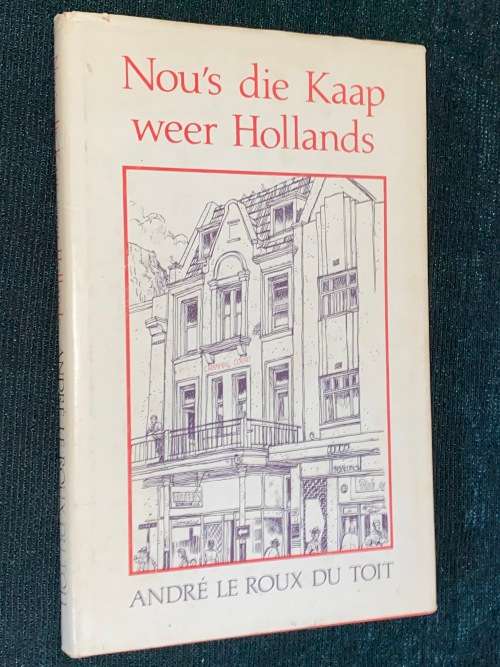 Nou's die Kaap
weer Hollands
ANDRÉ LE ROUX DU TOIT